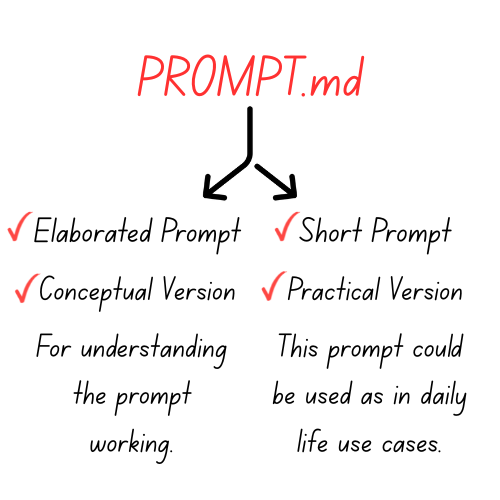 PROMPT.md
Elaborated Prompt
Conceptual Version
For understanding
the prompt
working.
Short Prompt
Practical Version
This prompt could
be used as in daily
life use cases.